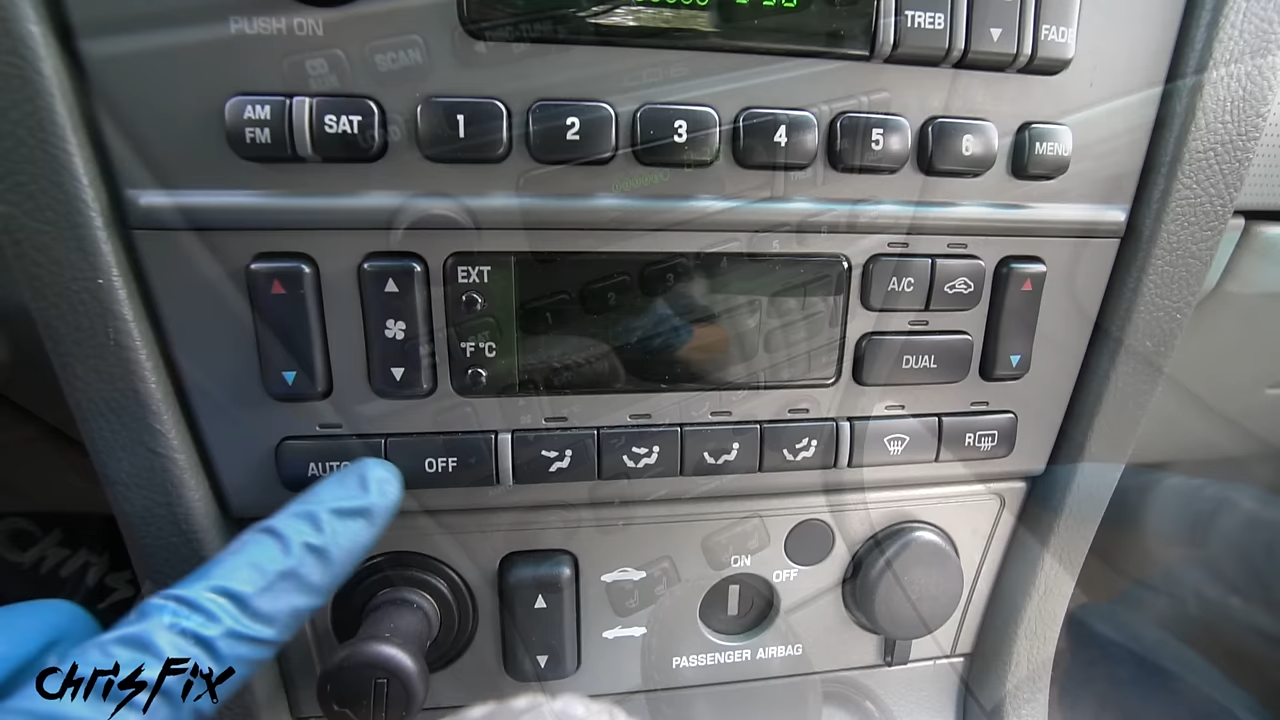 PUSH ON
TREB
FADE
SCAN
AM
FM
SAT
1
2
3
4
5
6
MENU
EXT
°F °C
A/C
DUAL
AUTO
OFF
R
ON
OFF
PASSENGER AIRBAG
ChrisFix